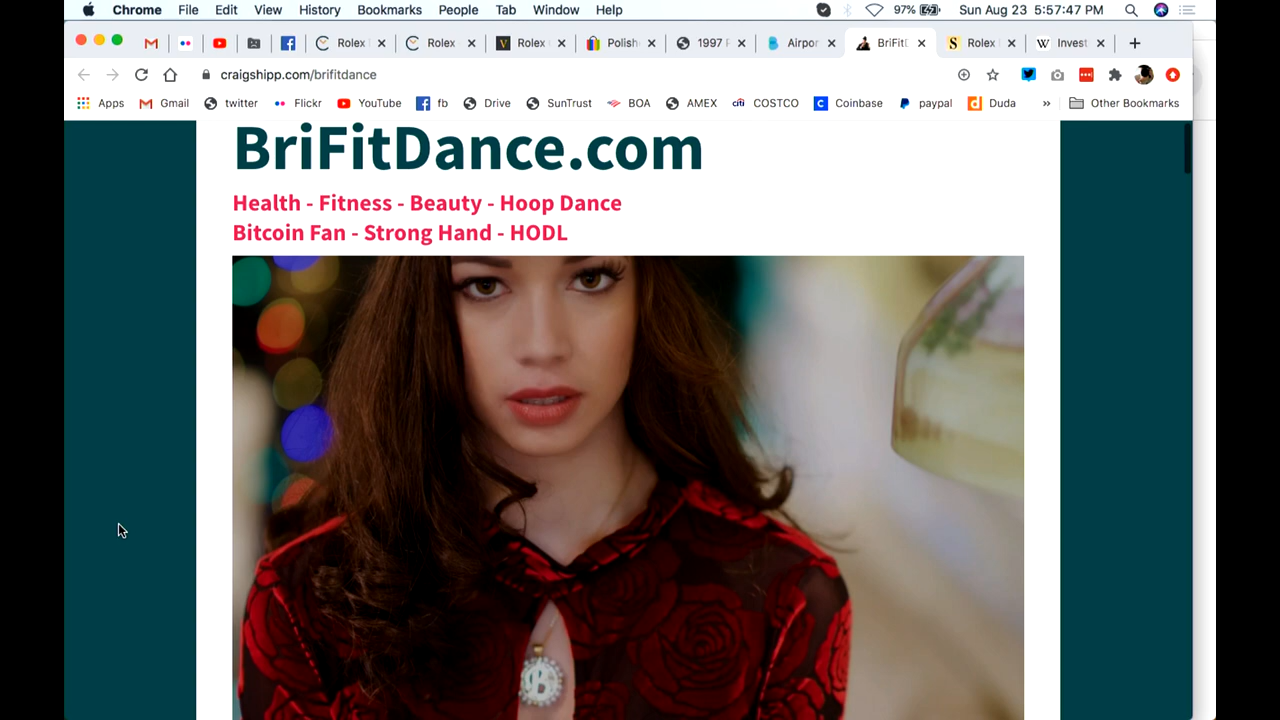 Chrome File Edit View History Bookmarks People Tab Window Help 97% Sun Aug 23 5:57:47 PM
Rolex Rolex Rolex Polish 1997 Airpor BriFit Rolex Invest
craigshipp.com/brifitdance
Apps Gmail twitter Flickr YouTube fb Drive SunTrust BOA AMEX citi COSTCO Coinbase paypal Duda » Other Bookmarks
BriFitDance.com
Health - Fitness - Beauty - Hoop Dance
Bitcoin Fan - Strong Hand - HODL